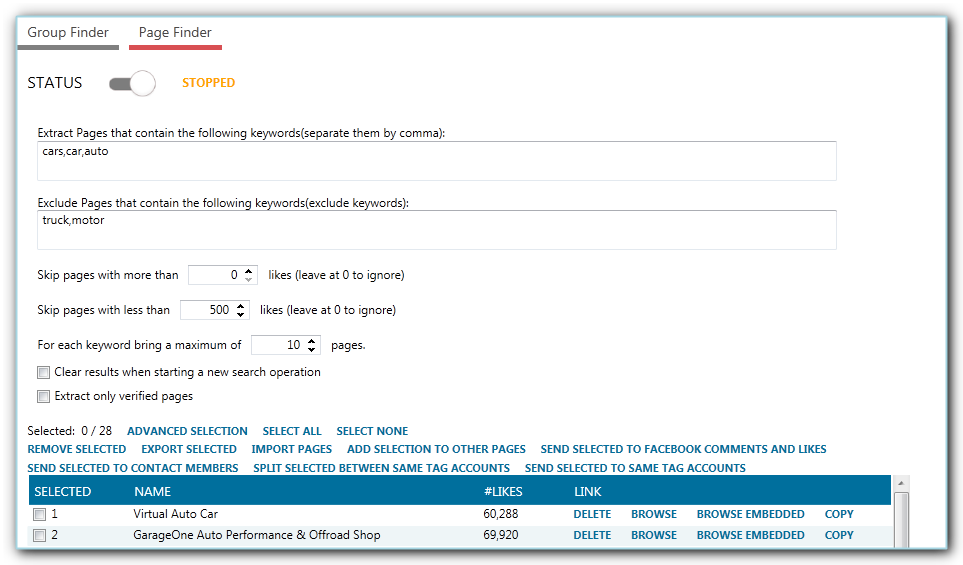 Group Finder Page Finder
STATUS STOPPED
Extract Pages that contain the following keywords(separate them by comma):
cars,car,auto
Exclude Pages that contain the following keywords(exclude keywords):
truck,motor
Skip pages with more than 0 likes (leave at 0 to ignore)
Skip pages with less than 500 likes (leave at 0 to ignore)
For each keyword bring a maximum of 10 pages.
Clear results when starting a new search operation
Extract only verified pages
Selected: 0 / 28 ADVANCED SELECTION SELECT ALL SELECT NONE
REMOVE SELECTED EXPORT SELECTED IMPORT PAGES ADD SELECTION TO OTHER PAGES SEND SELECTED TO FACEBOOK COMMENTS AND LIKES
SEND SELECTED TO CONTACT MEMBERS SPLIT SELECTED BETWEEN SAME TAG ACCOUNTS SEND SELECTED TO SAME TAG ACCOUNTS
SELECTED NAME #LIKES LINK
1 Virtual Auto Car 60,288 DELETE BROWSE BROWSE EMBEDDED COPY
2 GarageOne Auto Performance & Offroad Shop 69,920 DELETE BROWSE BROWSE EMBEDDED COPY